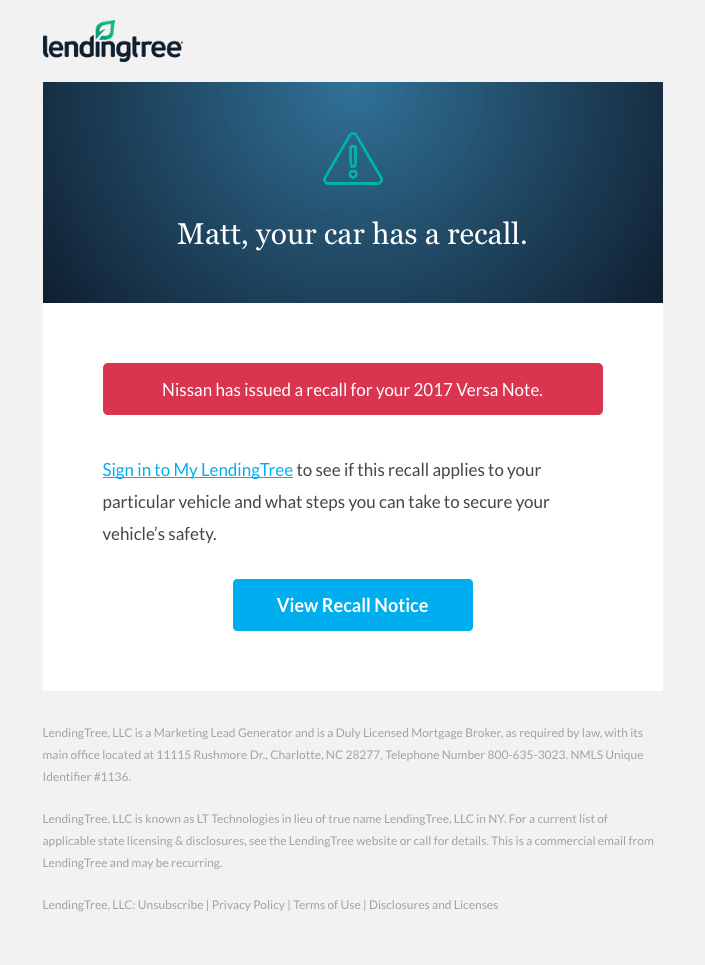 lendingtree
Matt, your car has a recall.
Nissan has issued a recall for your 2017 Versa Note.
Sign in to My LendingTree to see if this recall applies to your
particular vehicle and what steps you can take to secure your
vehicle’s safety.
View Recall Notice
LendingTree, LLC is a Marketing Lead Generator and is a Duly Licensed Mortgage Broker, as required by law, with its
main office located at 11115 Rushmore Dr., Charlotte, NC 28277, Telephone Number 800-635-3023. NMLS Unique
Identifier #1136.
LendingTree, LLC is known as LT Technologies in lieu of true name LendingTree, LLC in NY. For a current list of
applicable state licensing & disclosures, see the LendingTree website or call for details. This is a commercial email from
LendingTree and may be recurring.
LendingTree, LLC: Unsubscribe | Privacy Policy | Terms of Use | Disclosures and Licenses